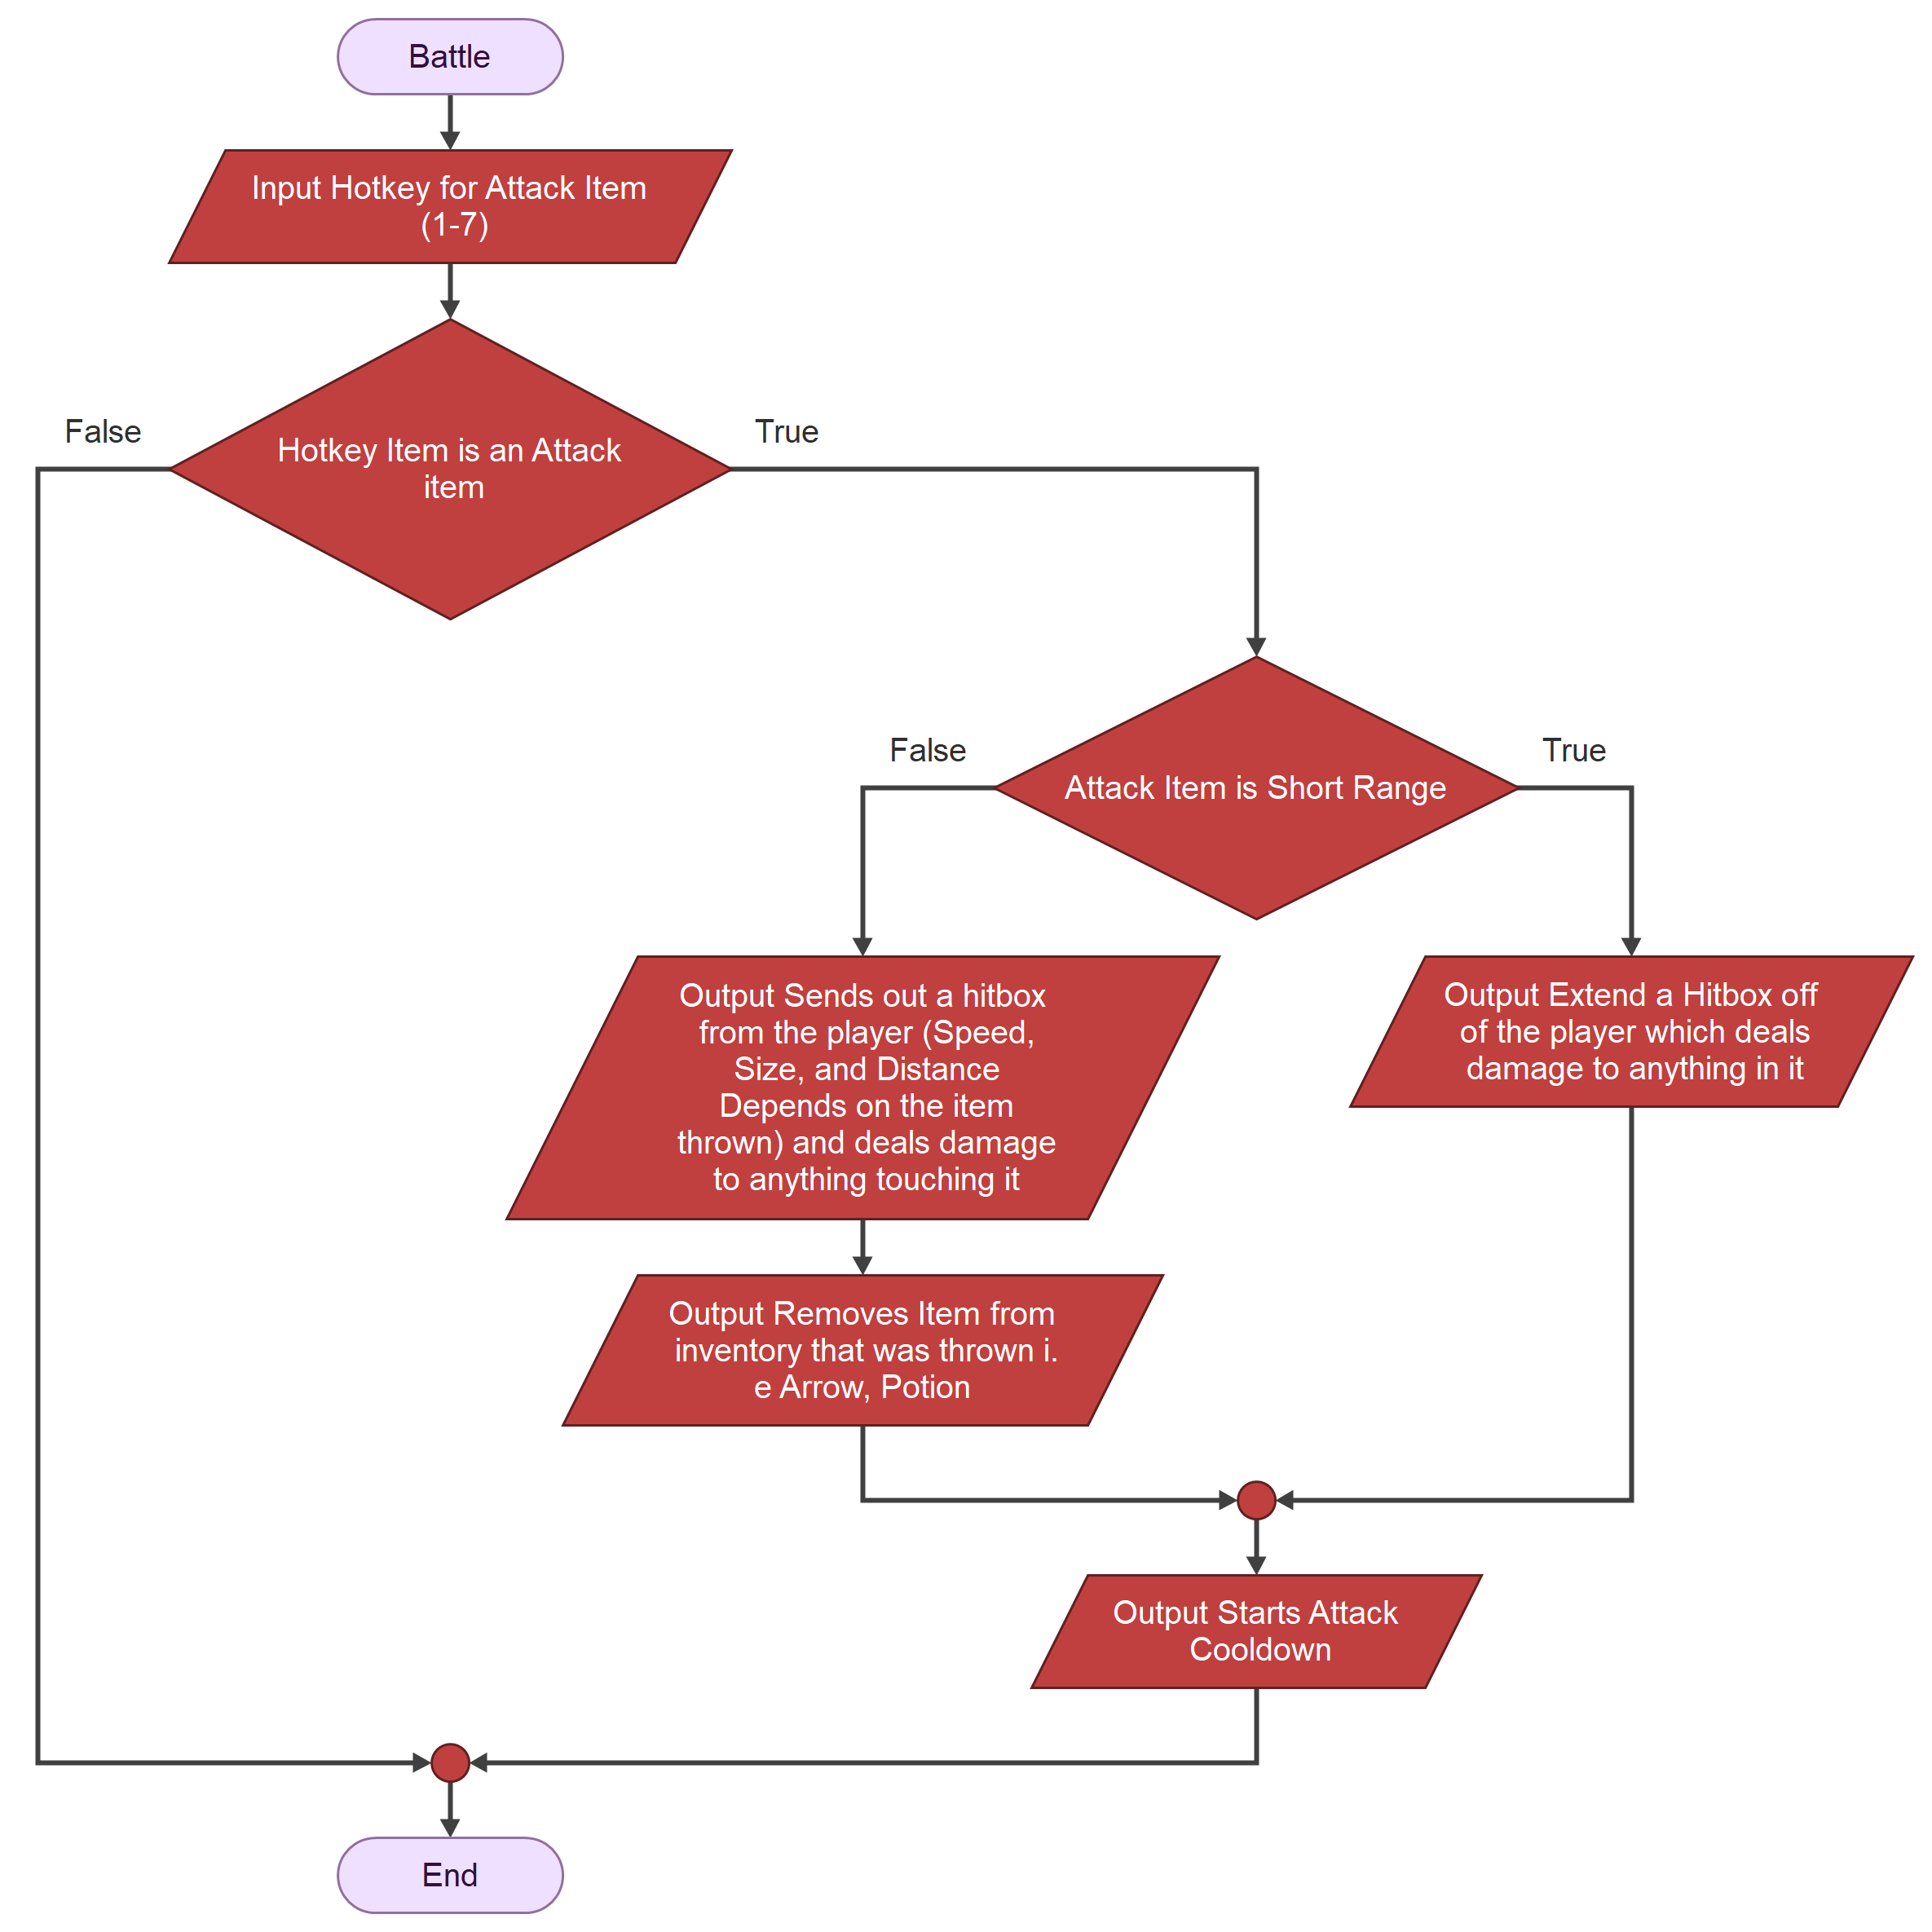 Battle
Input Hotkey for Attack Item
(1-7)
False
True
Hotkey Item is an Attack
item
False
True
Attack Item is Short Range
Output Sends out a hitbox
from the player (Speed,
Size, and Distance
Depends on the item
thrown) and deals damage
to anything touching it
Output Extend a Hitbox off
of the player which deals
damage to anything in it
Output Removes Item from
inventory that was thrown i.
e Arrow, Potion
Output Starts Attack
Cooldown
End